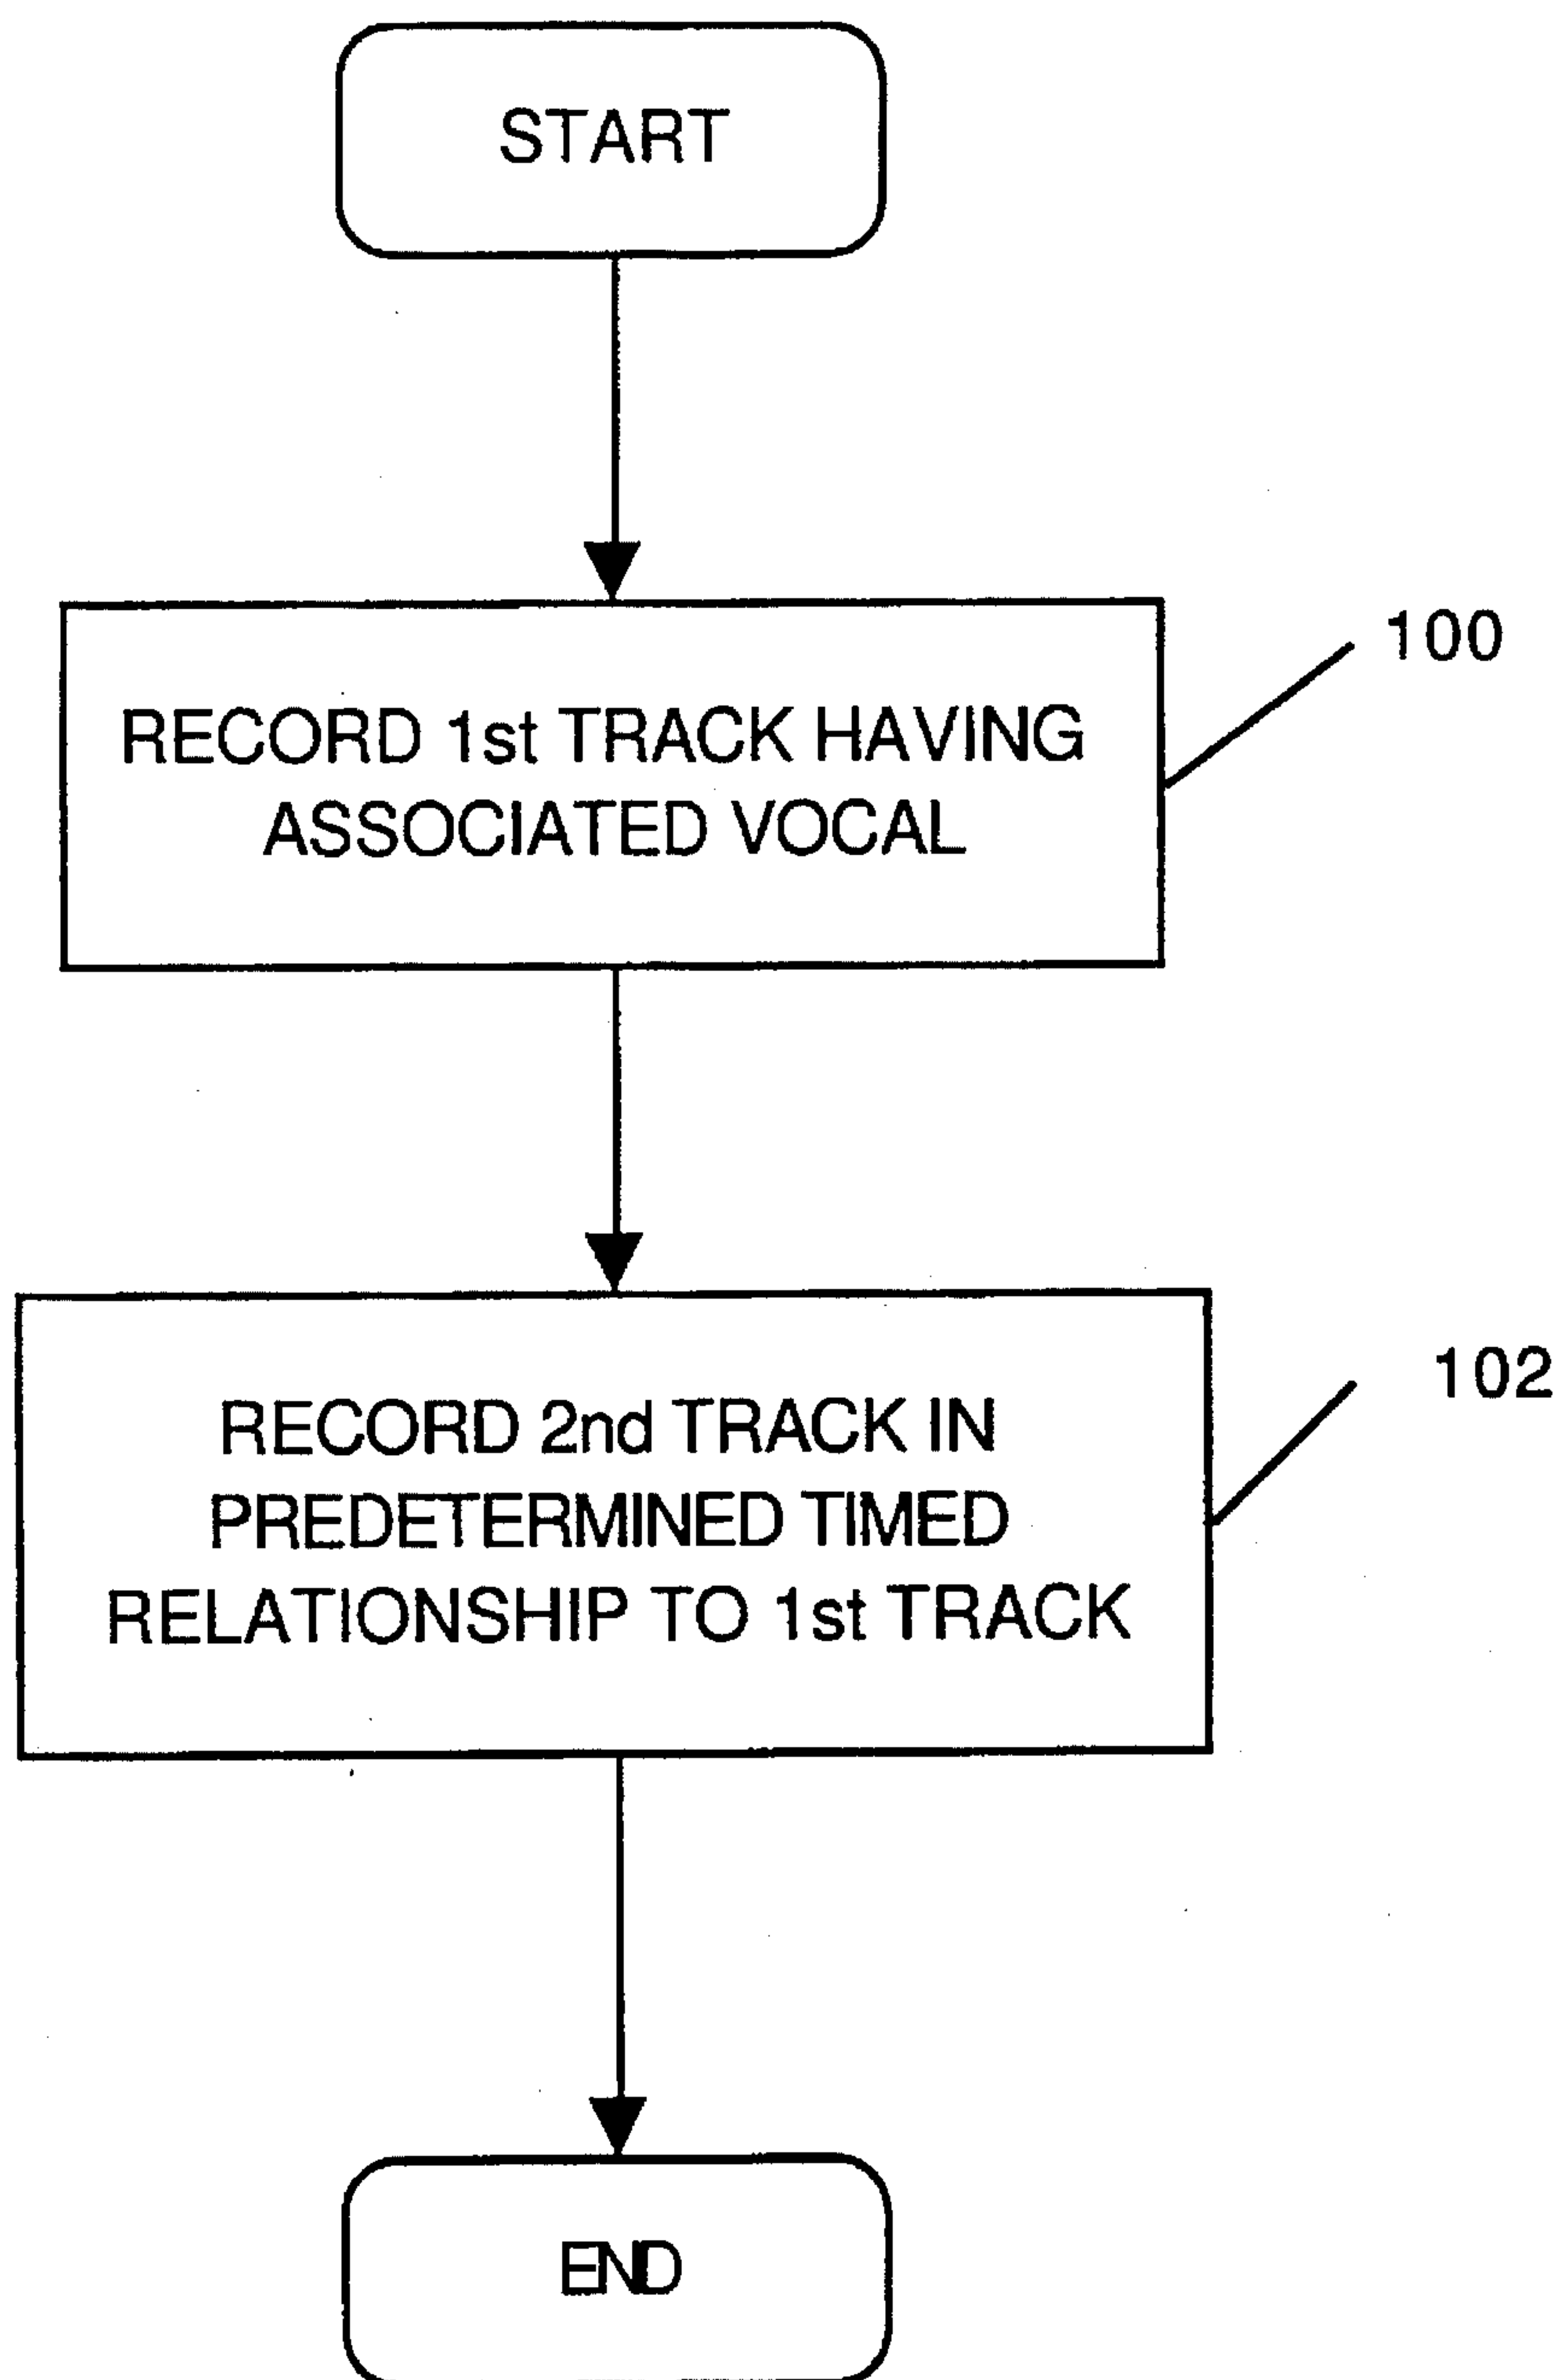 START
100
RECORD 1st TRACK HAVING
ASSOCIATED VOCAL
102
RECORD 2nd TRACK IN
PREDETERMINED TIMED
RELATIONSHIP TO 1st TRACK
END